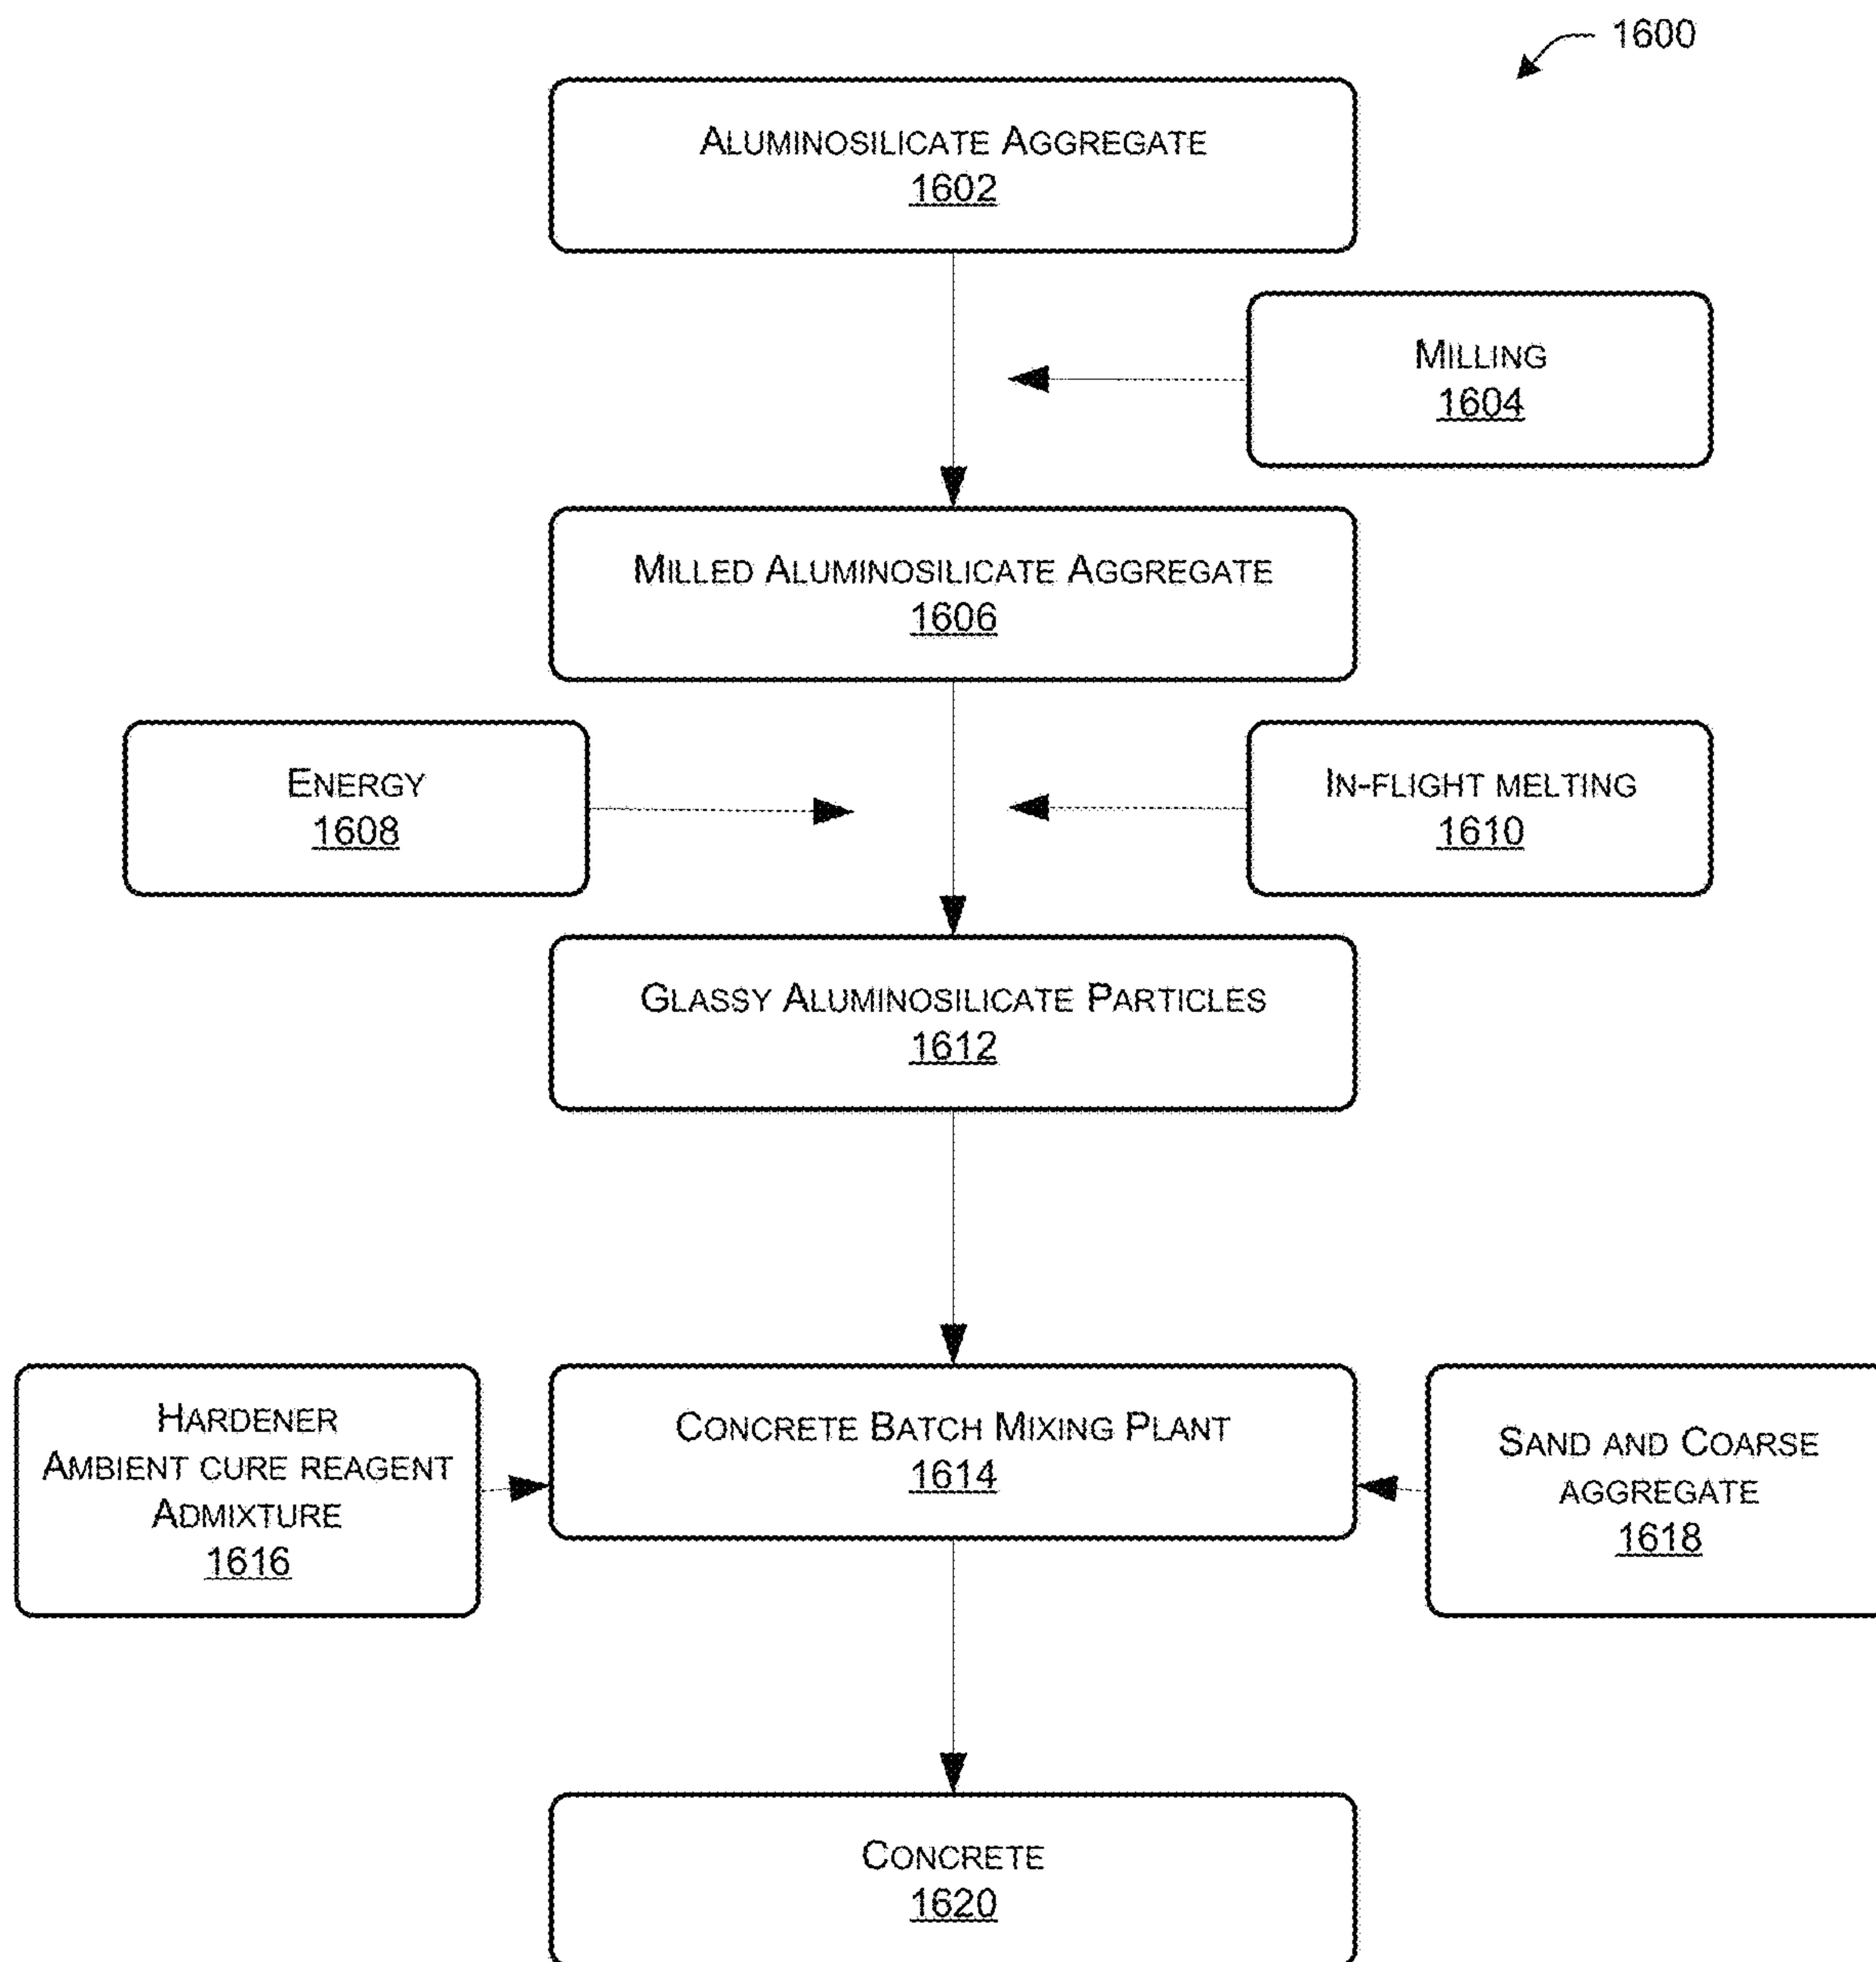 1600
ALUMINOSILICATE AGGREGATE
1602
MILLING
1604
MILLED ALUMINOSILICATE AGGREGATE
1606
ENERGY
1608
IN-FLIGHT MELTING
1610
GLASSY ALUMINOSILICATE PARTICLES
1612
HARDENER
AMBIENT CURE REAGENT
ADMIXTURE
1616
CONCRETE BATCH MIXING PLANT
1614
SAND AND COARSE
AGGREGATE
1618
CONCRETE
1620